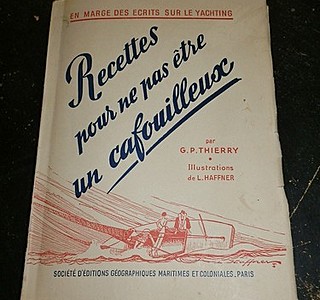 EN MARGE DES ECRITS SUR LE YACHTING
Recettes
pour ne pas être
un cafouilleux
par
G.P. THIERRY
Illustrations
de L. HAFFNER
L. Haffner
SOCIÉTÉ D'ÉDITIONS GÉOGRAPHIQUES MARITIMES ET COLONIALES, PARIS